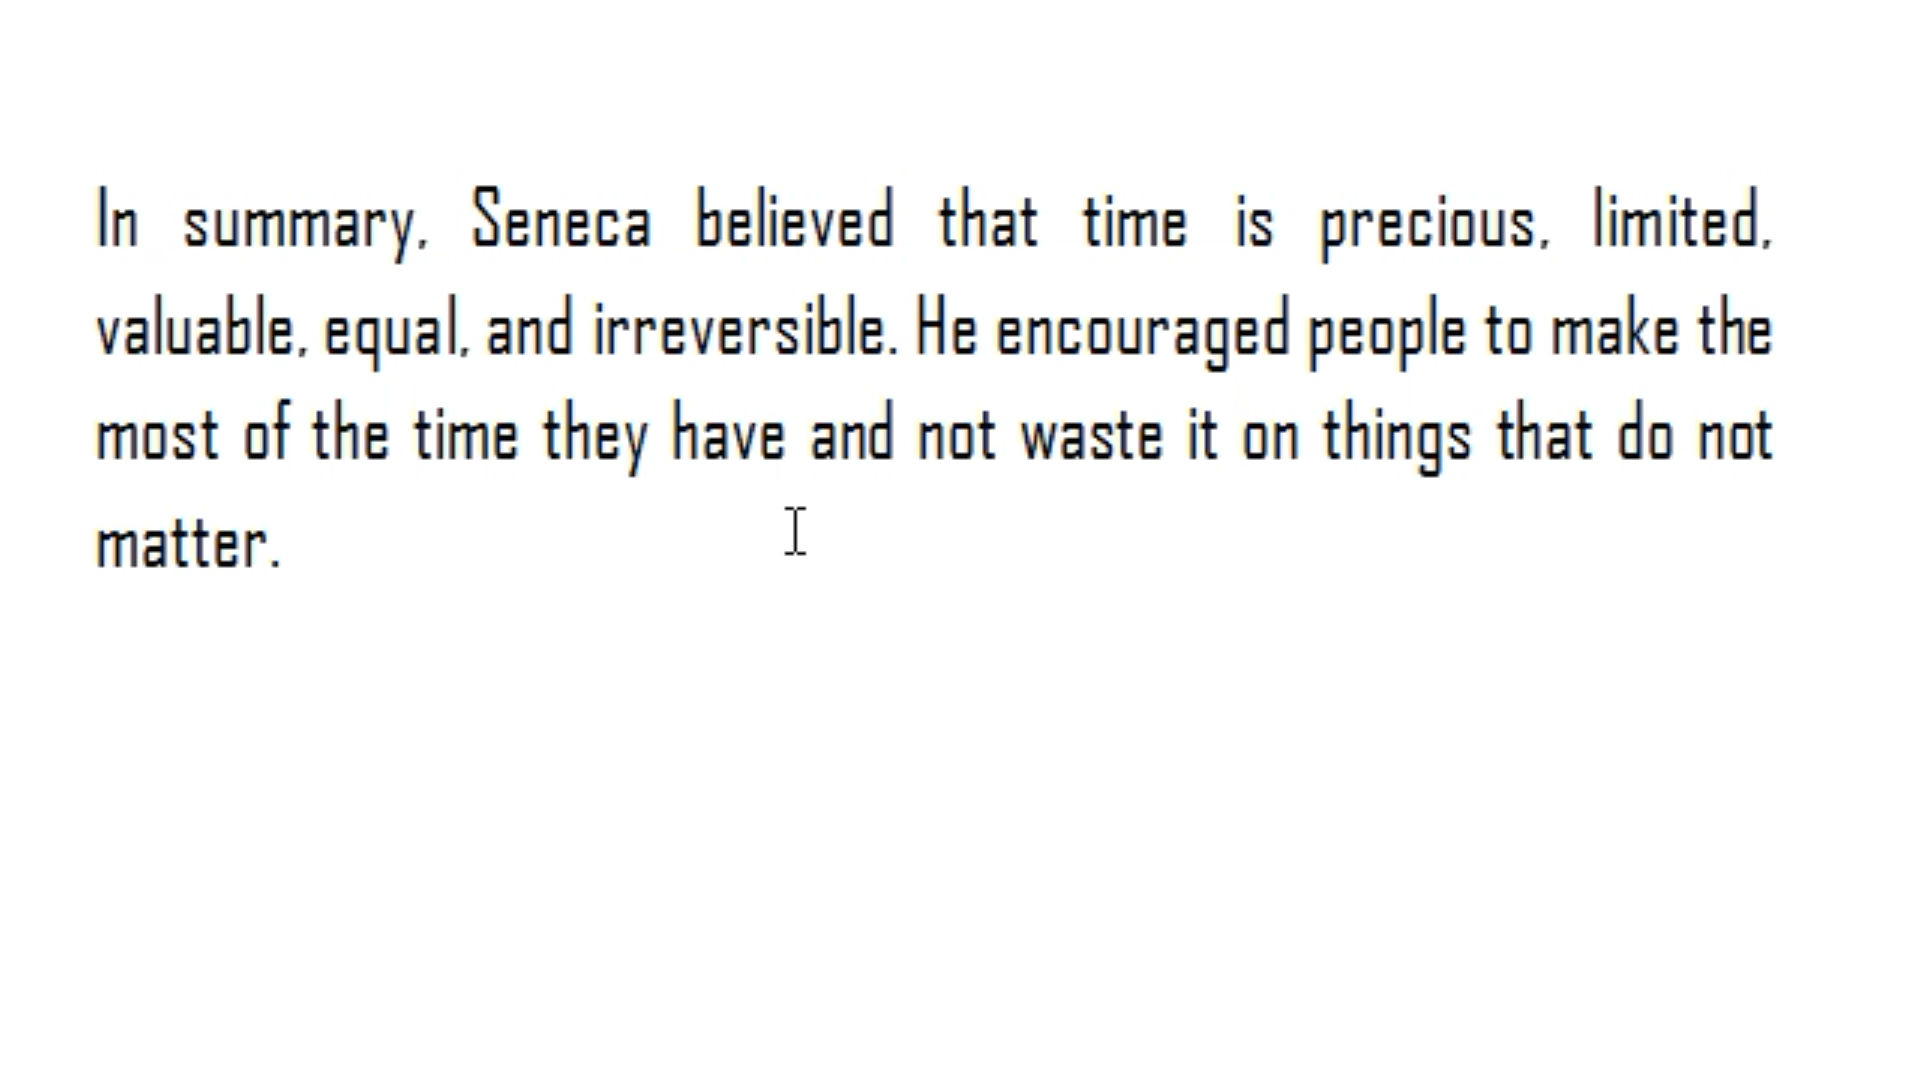 In summary, Seneca believed that time is precious, limited,
valuable, equal, and irreversible. He encouraged people to make the
most of the time they have and not waste it on things that do not
matter.